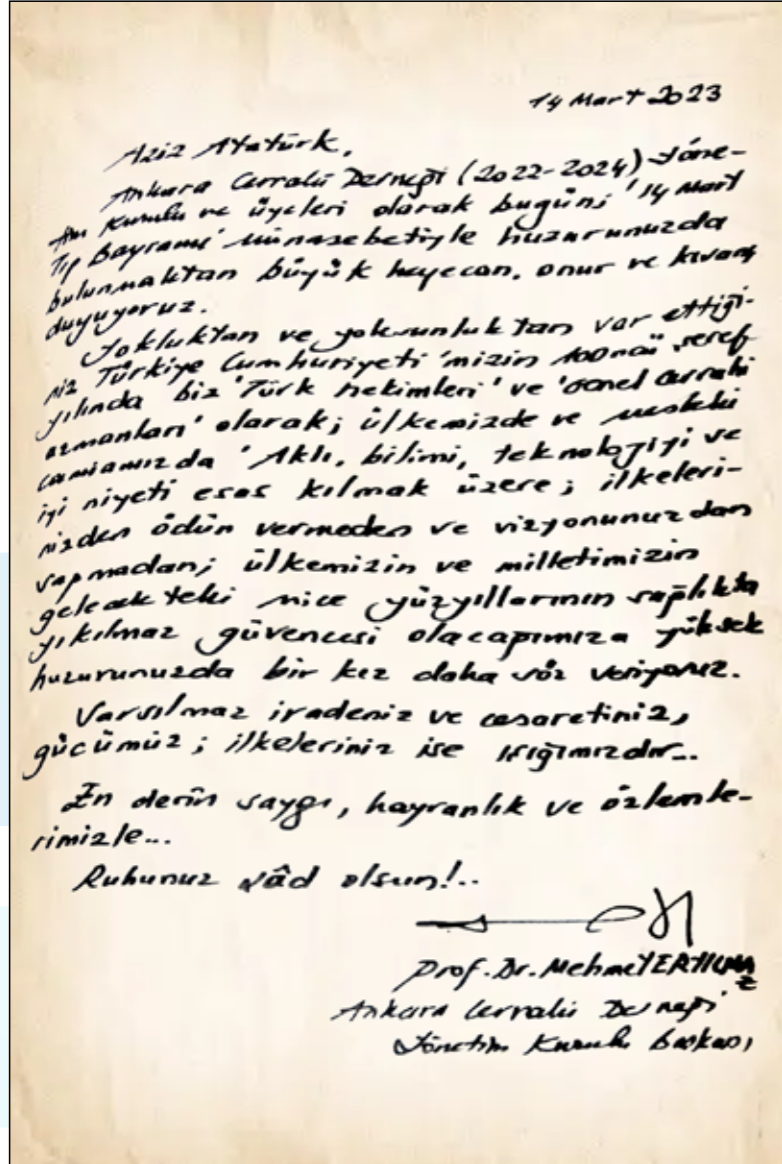 14 Mart 2023
Aziz Atatürk,
Ankara Cerrahi Derneği (2022-2024) Yöne-
tim Kurulu ve üyeleri olarak bugün; '14 Mart
Tıp Bayramı' münasebetiyle huzurunuzda
bulunmaktan büyük heyecan, onur ve kıvanç
duyuyoruz.
Yokluktan ve yoksunluktan var ettiği-
niz Türkiye Cumhuriyeti'mizin 100ncü şeref
yılında biz 'Türk hekimleri' ve 'Genel Cerrahi
uzmanları' olarak; ülkemizde ve mesleki
camiamızda 'Aklı, bilimi, teknolojiyi ve
iyi niyeti esas kılmak üzere; ilkeleri-
nizden ödün vermeden ve vizyonunuzdan
sapmadan; ülkemizin ve milletimizin
gelecekteki nice yüzyıllarının sağlıkta
yıkılmaz güvencesi olacağımıza yüksek
huzurunuzda bir kez daha söz veriyoruz.
Varsılmaz iradeniz ve cesaretiniz,
gücümüz; ilkeleriniz ise ışığımızdır...
En derin saygı, hayranlık ve özlemle-
rimizle...
Ruhunuz şâd olsun!..
Prof. Dr. Mehmet
Ankara Cerrahi Derneği
Yönetim Kurulu Başkanı